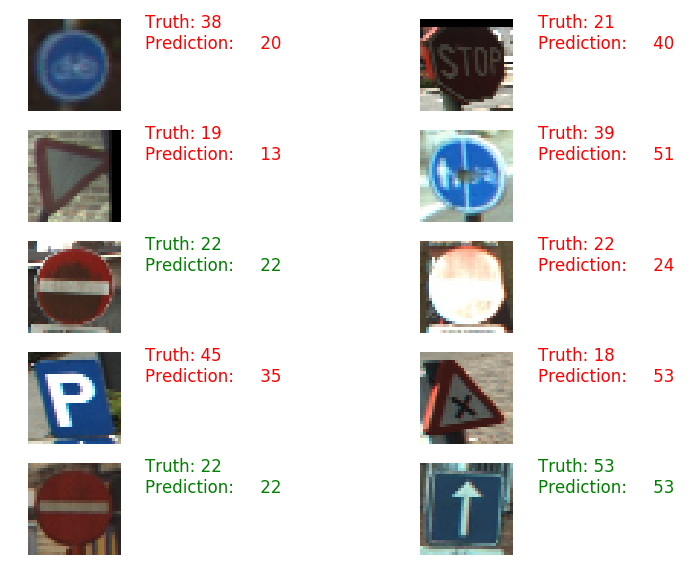 Truth: 38
Prediction: 20
Truth: 21
Prediction: 40
STOP
Truth: 19
Prediction: 13
Truth: 39
Prediction: 51
Truth: 22
Prediction: 22
Truth: 22
Prediction: 24
Truth: 45
Prediction: 35
P
Truth: 18
Prediction: 53
Truth: 22
Prediction: 22
Truth: 53
Prediction: 53